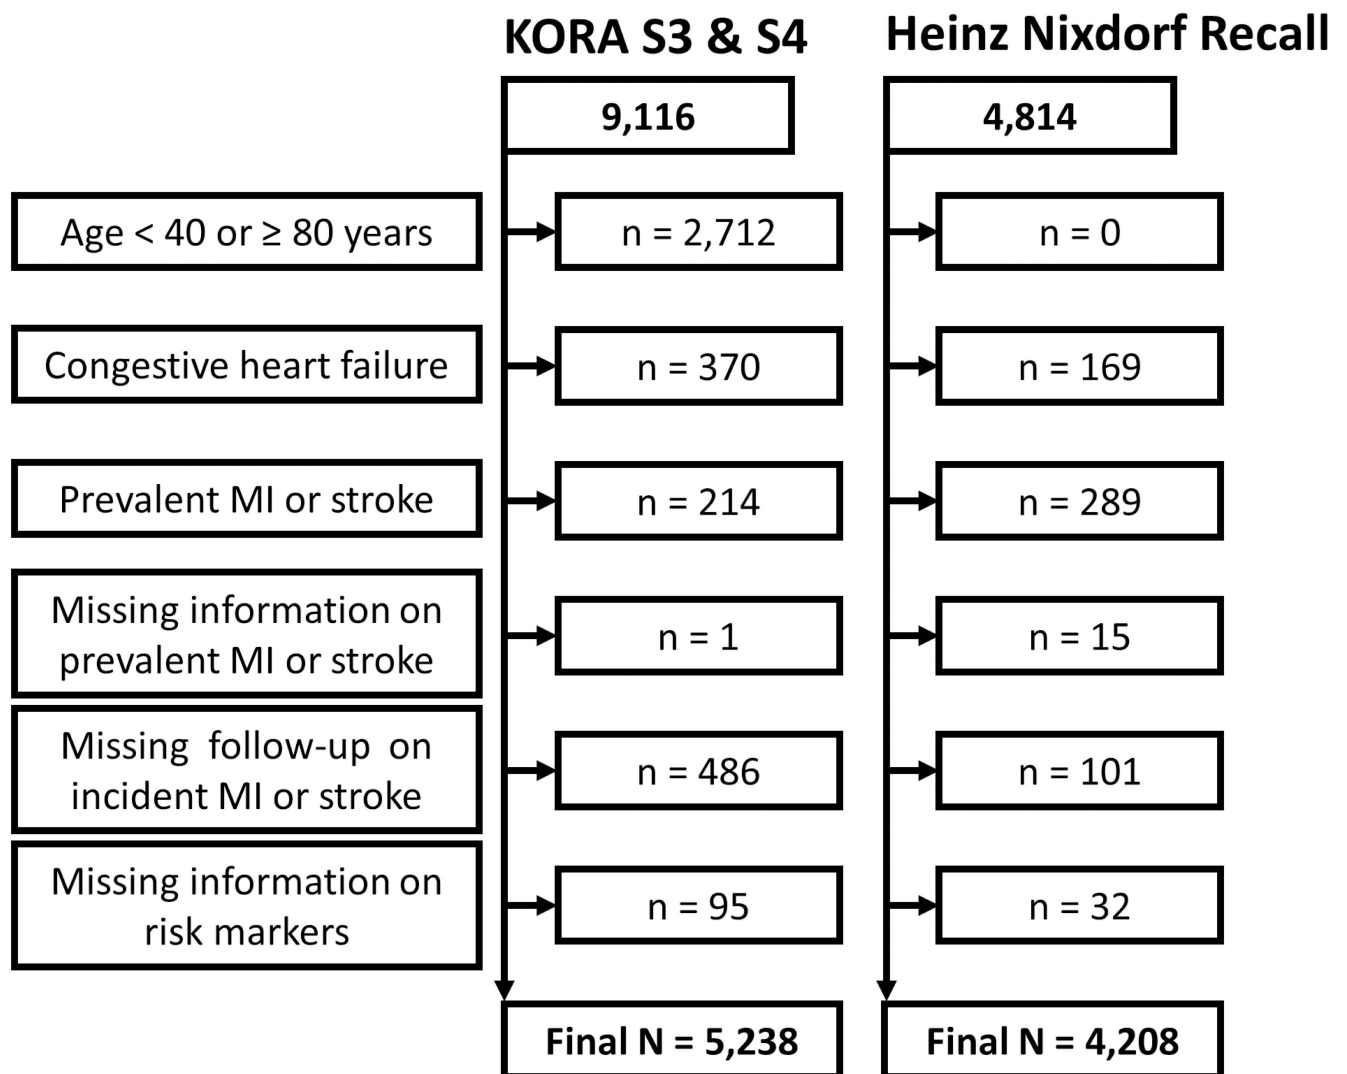 KORA S3 & S4
Heinz Nixdorf Recall
9,116
4,814
Age < 40 or ≥ 80 years
n = 2,712
n = 0
Congestive heart failure
n = 370
n = 169
Prevalent MI or stroke
n = 214
n = 289
Missing information on
prevalent MI or stroke
n = 1
n = 15
Missing follow-up on
incident MI or stroke
n = 486
n = 101
Missing information on
risk markers
n = 95
n = 32
Final N = 5,238
Final N = 4,208